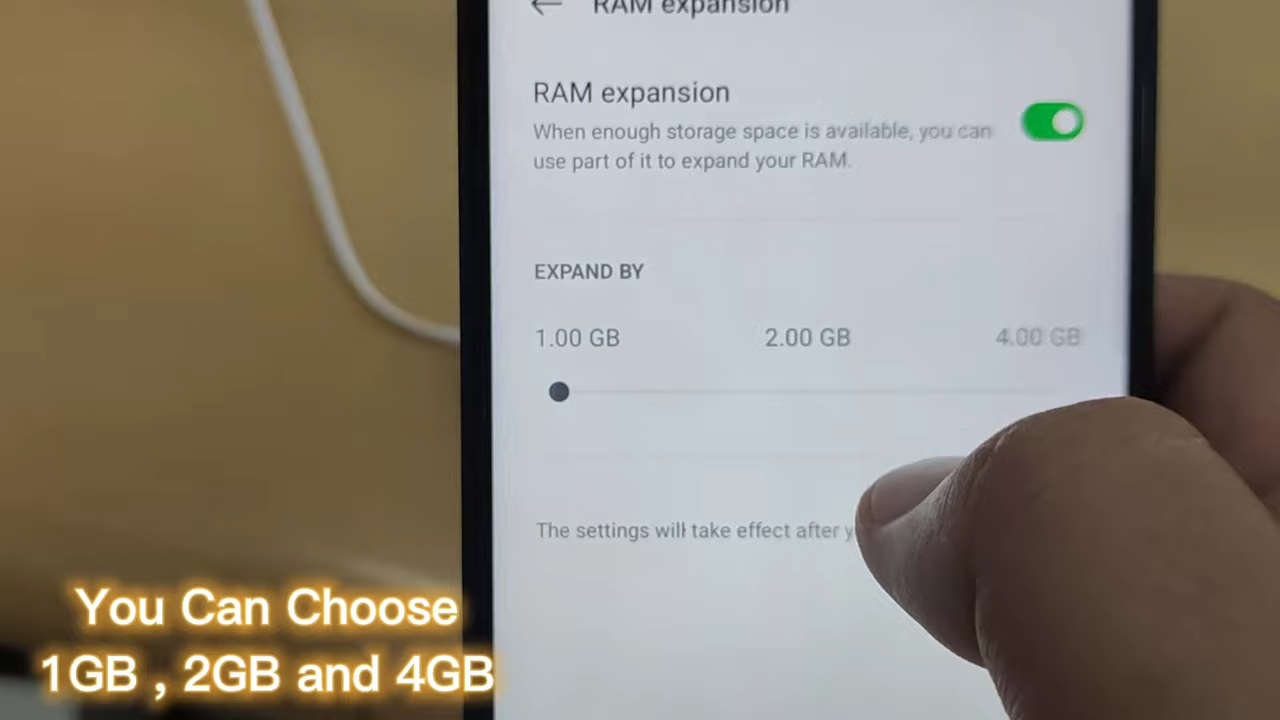 RAM expansion
RAM expansion
When enough storage space is available, you can
use part of it to expand your RAM.
EXPAND BY
1.00 GB 2.00 GB 4.00 GB
The settings will take effect after
You Can Choose
1GB , 2GB and 4GB